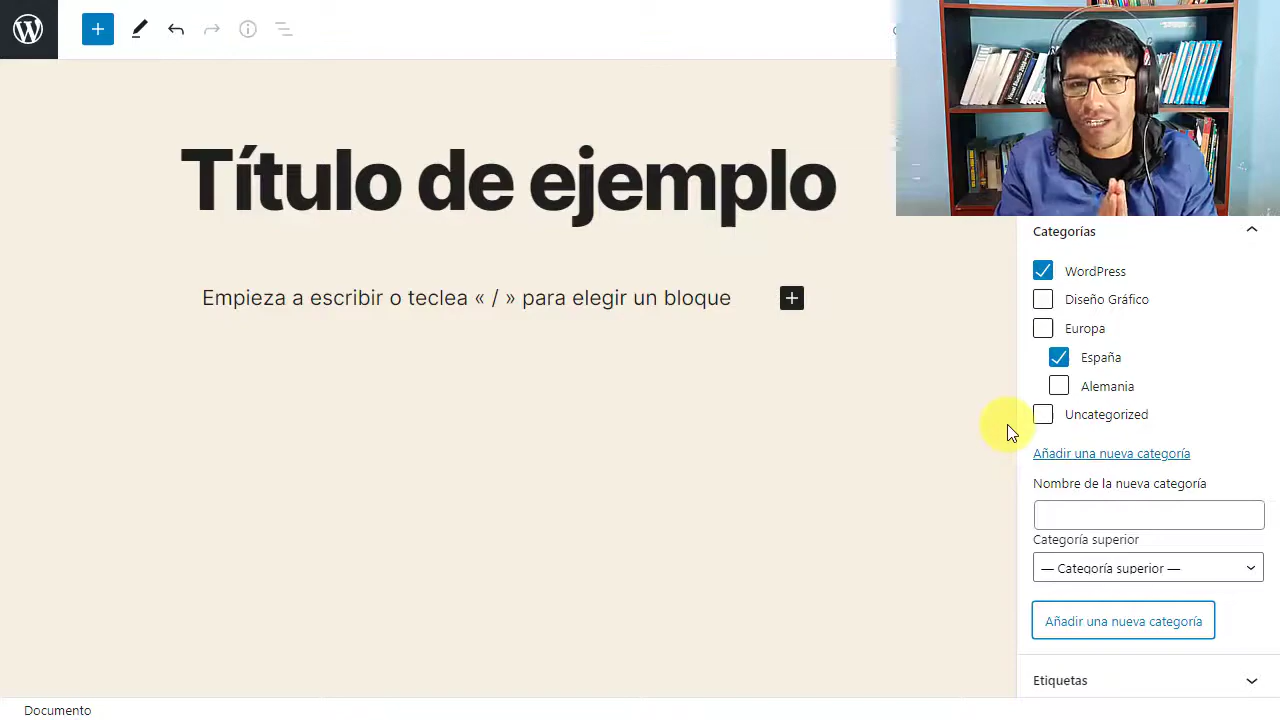 Título de ejemplo
Empieza a escribir o teclea « / » para elegir un bloque
Categorías
WordPress
Diseño Gráfico
Europa
España
Alemania
Uncategorized
Añadir una nueva categoría
Nombre de la nueva categoría
Categoría superior
— Categoría superior —
Añadir una nueva categoría
Etiquetas
Documento